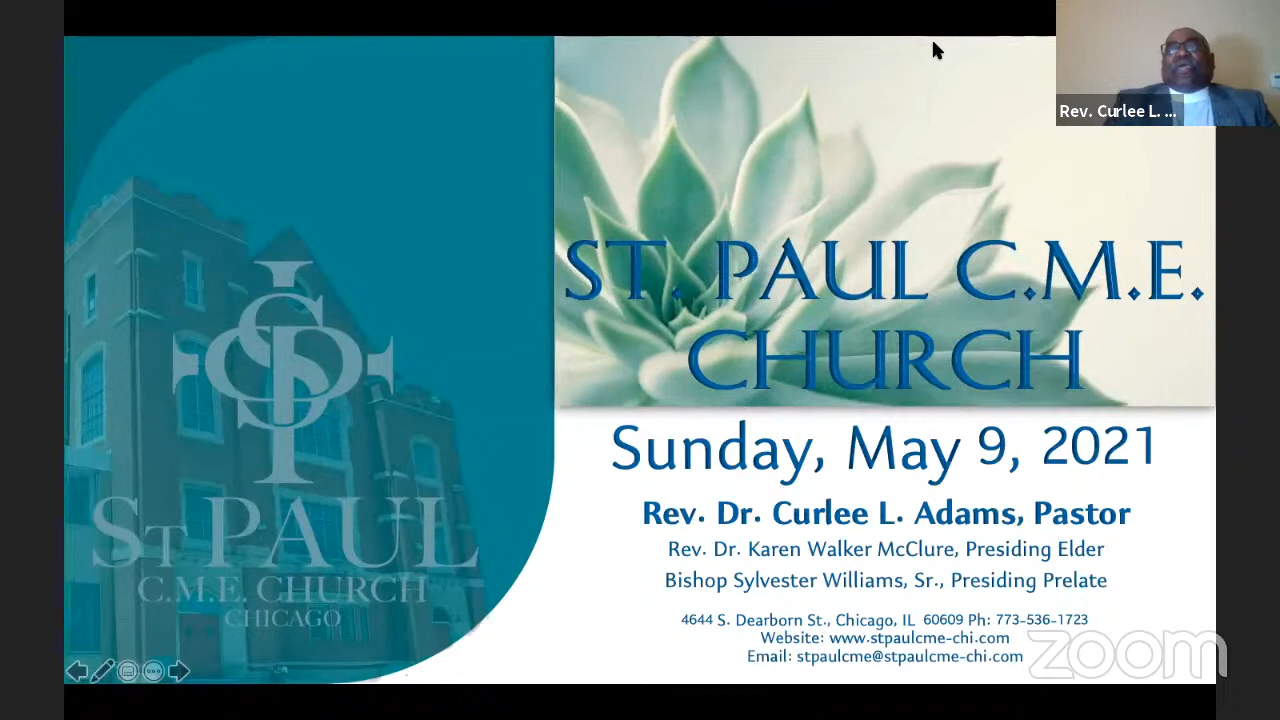 Rev. Curlee L. ...
ST. PAUL C.M.E.
CHURCH
Sunday, May 9, 2021
Rev. Dr. Curlee L. Adams, Pastor
Rev. Dr. Karen Walker McClure, Presiding Elder
Bishop Sylvester Williams, Sr., Presiding Prelate
4644 S. Dearborn St., Chicago, IL 60609 Ph: 773-536-1723
Website: www.stpaulcme-chi.com
Email: stpaulcme@stpaulcme-chi.com
ST PAUL
C.M.E. CHURCH
CHICAGO
zoom